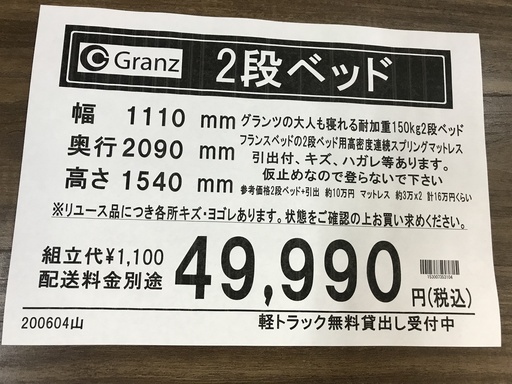 Granz 2段ベッド
幅 1110 mm
グランツの大人も寝れる耐加重150kg2段ベッド
フランスベッドの2段ベッド用高密度連続スプリングマットレス
奥行2090 mm
引出付、キズ、ハガレ等あります。
仮止めなので登らないで下さい
高さ 1540 mm
参考価格2段ベッド+引出 約10万円 マットレス 約3万x2 計16万円くらい
※リユース品につき各所キズ・ヨゴレあります。状態をご確認の上お買い求めください。
組立代¥1,100
配送料金別途
49,990
円(税込)
200604山
軽トラック無料貸出し受付中